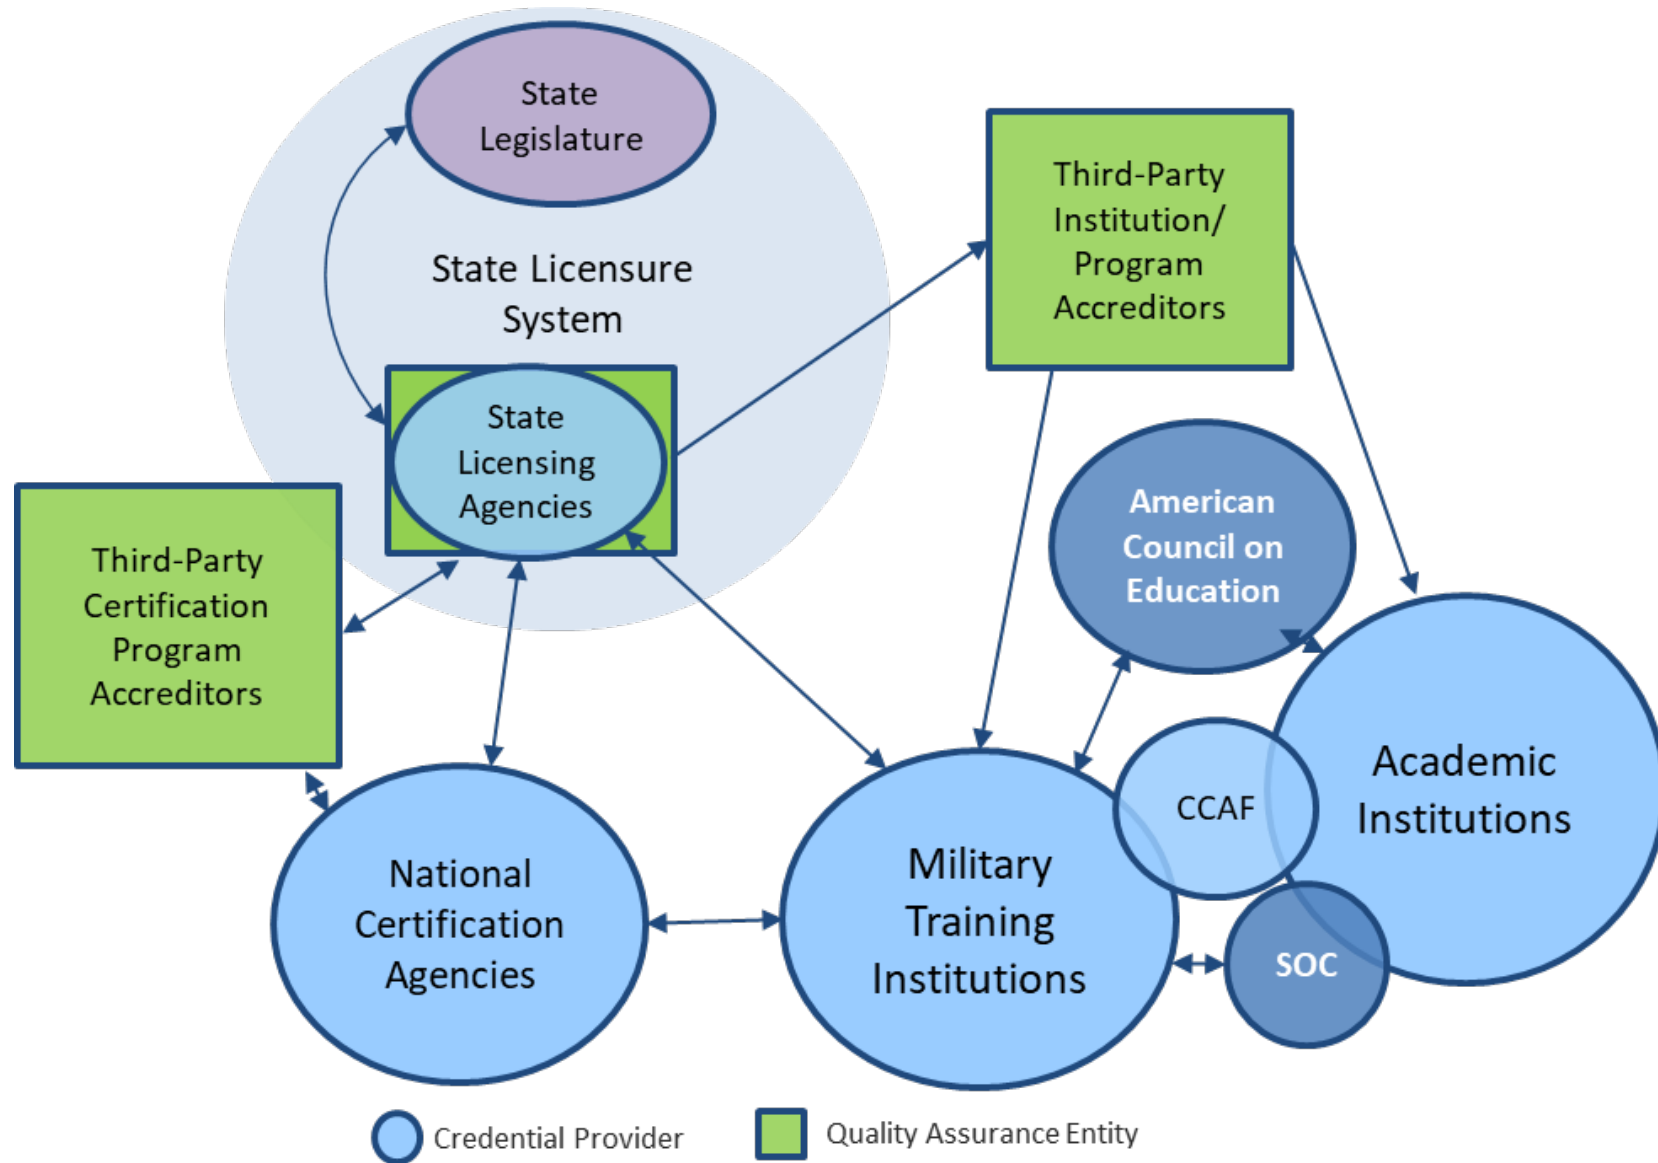 State
Legislature
State Licensure
System
State
Licensing
Agencies
Third-Party
Institution/
Program
Accreditors
Third-Party
Certification
Program
Accreditors
American
Council on
Education
Academic
Institutions
CCAF
National
Certification
Agencies
Military
Training
Institutions
SOC
Credential Provider
Quality Assurance Entity